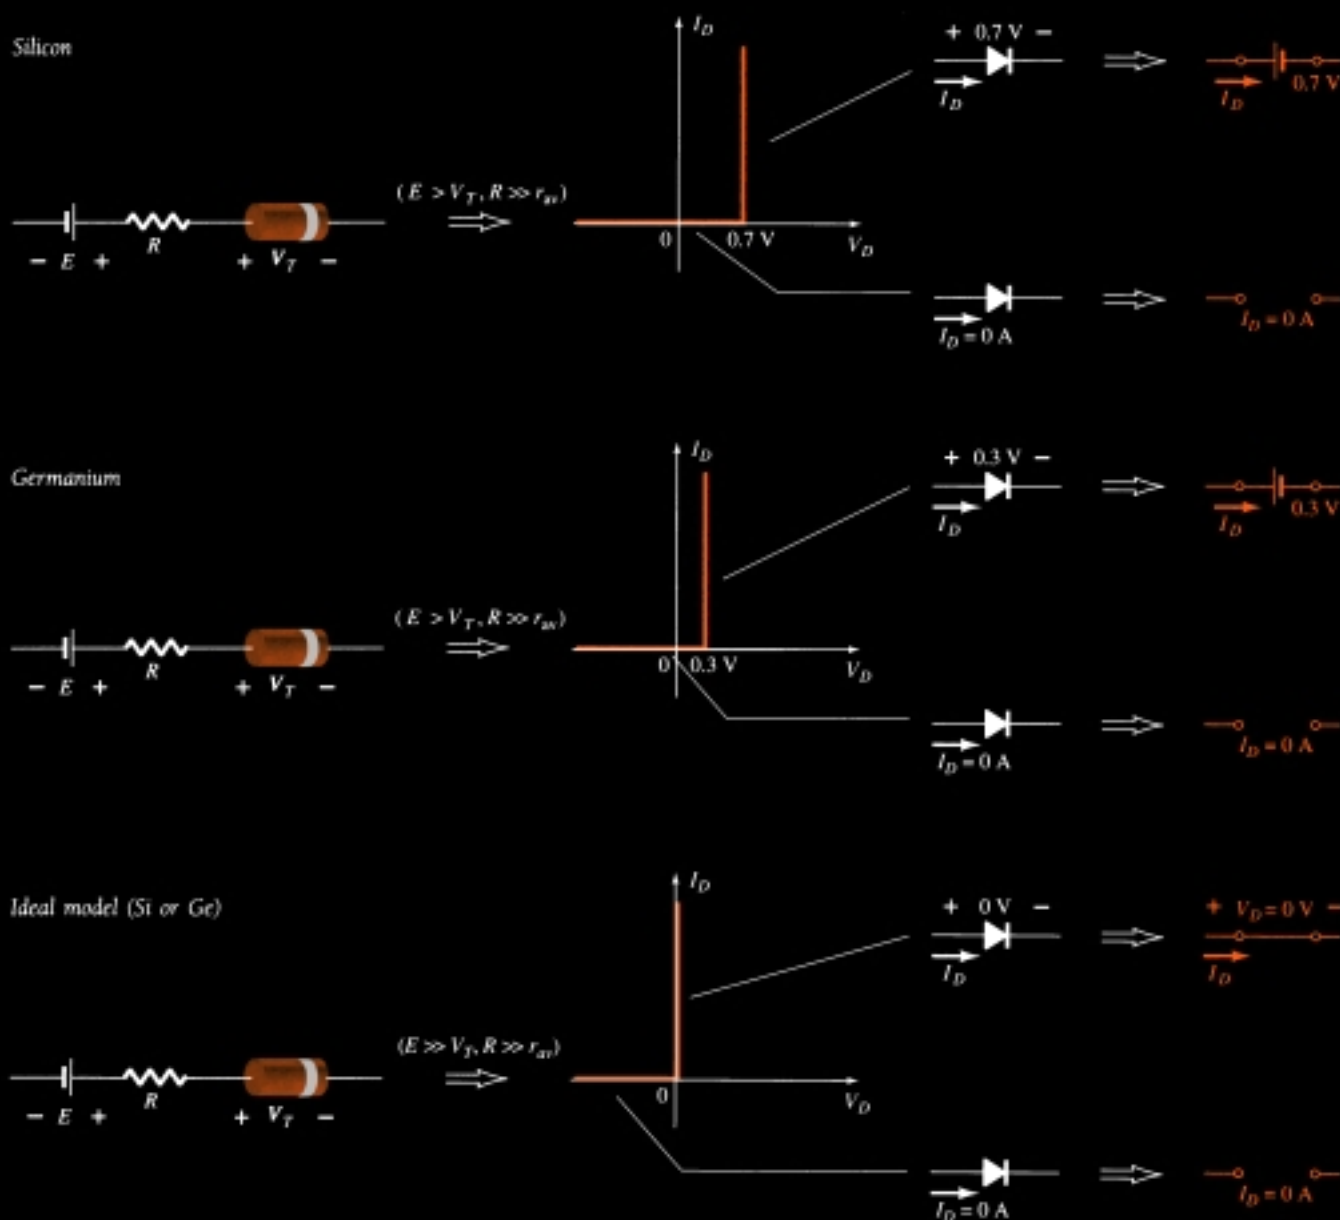 Silicon
I_D
+ 0.7 V −
I_D
I_D
0.7 V
(E > V_T, R >> r_av)
R
− E +
+ V_T −
0
0.7 V
V_D
I_D = 0 A
I_D = 0 A
Germanium
I_D
+ 0.3 V −
I_D
I_D
0.3 V
(E > V_T, R >> r_av)
R
− E +
+ V_T −
0
0.3 V
V_D
I_D = 0 A
I_D = 0 A
Ideal model (Si or Ge)
I_D
+ 0 V −
I_D
+ V_D = 0 V −
I_D
(E >> V_T, R >> r_av)
R
− E +
+ V_T −
0
V_D
I_D = 0 A
I_D = 0 A